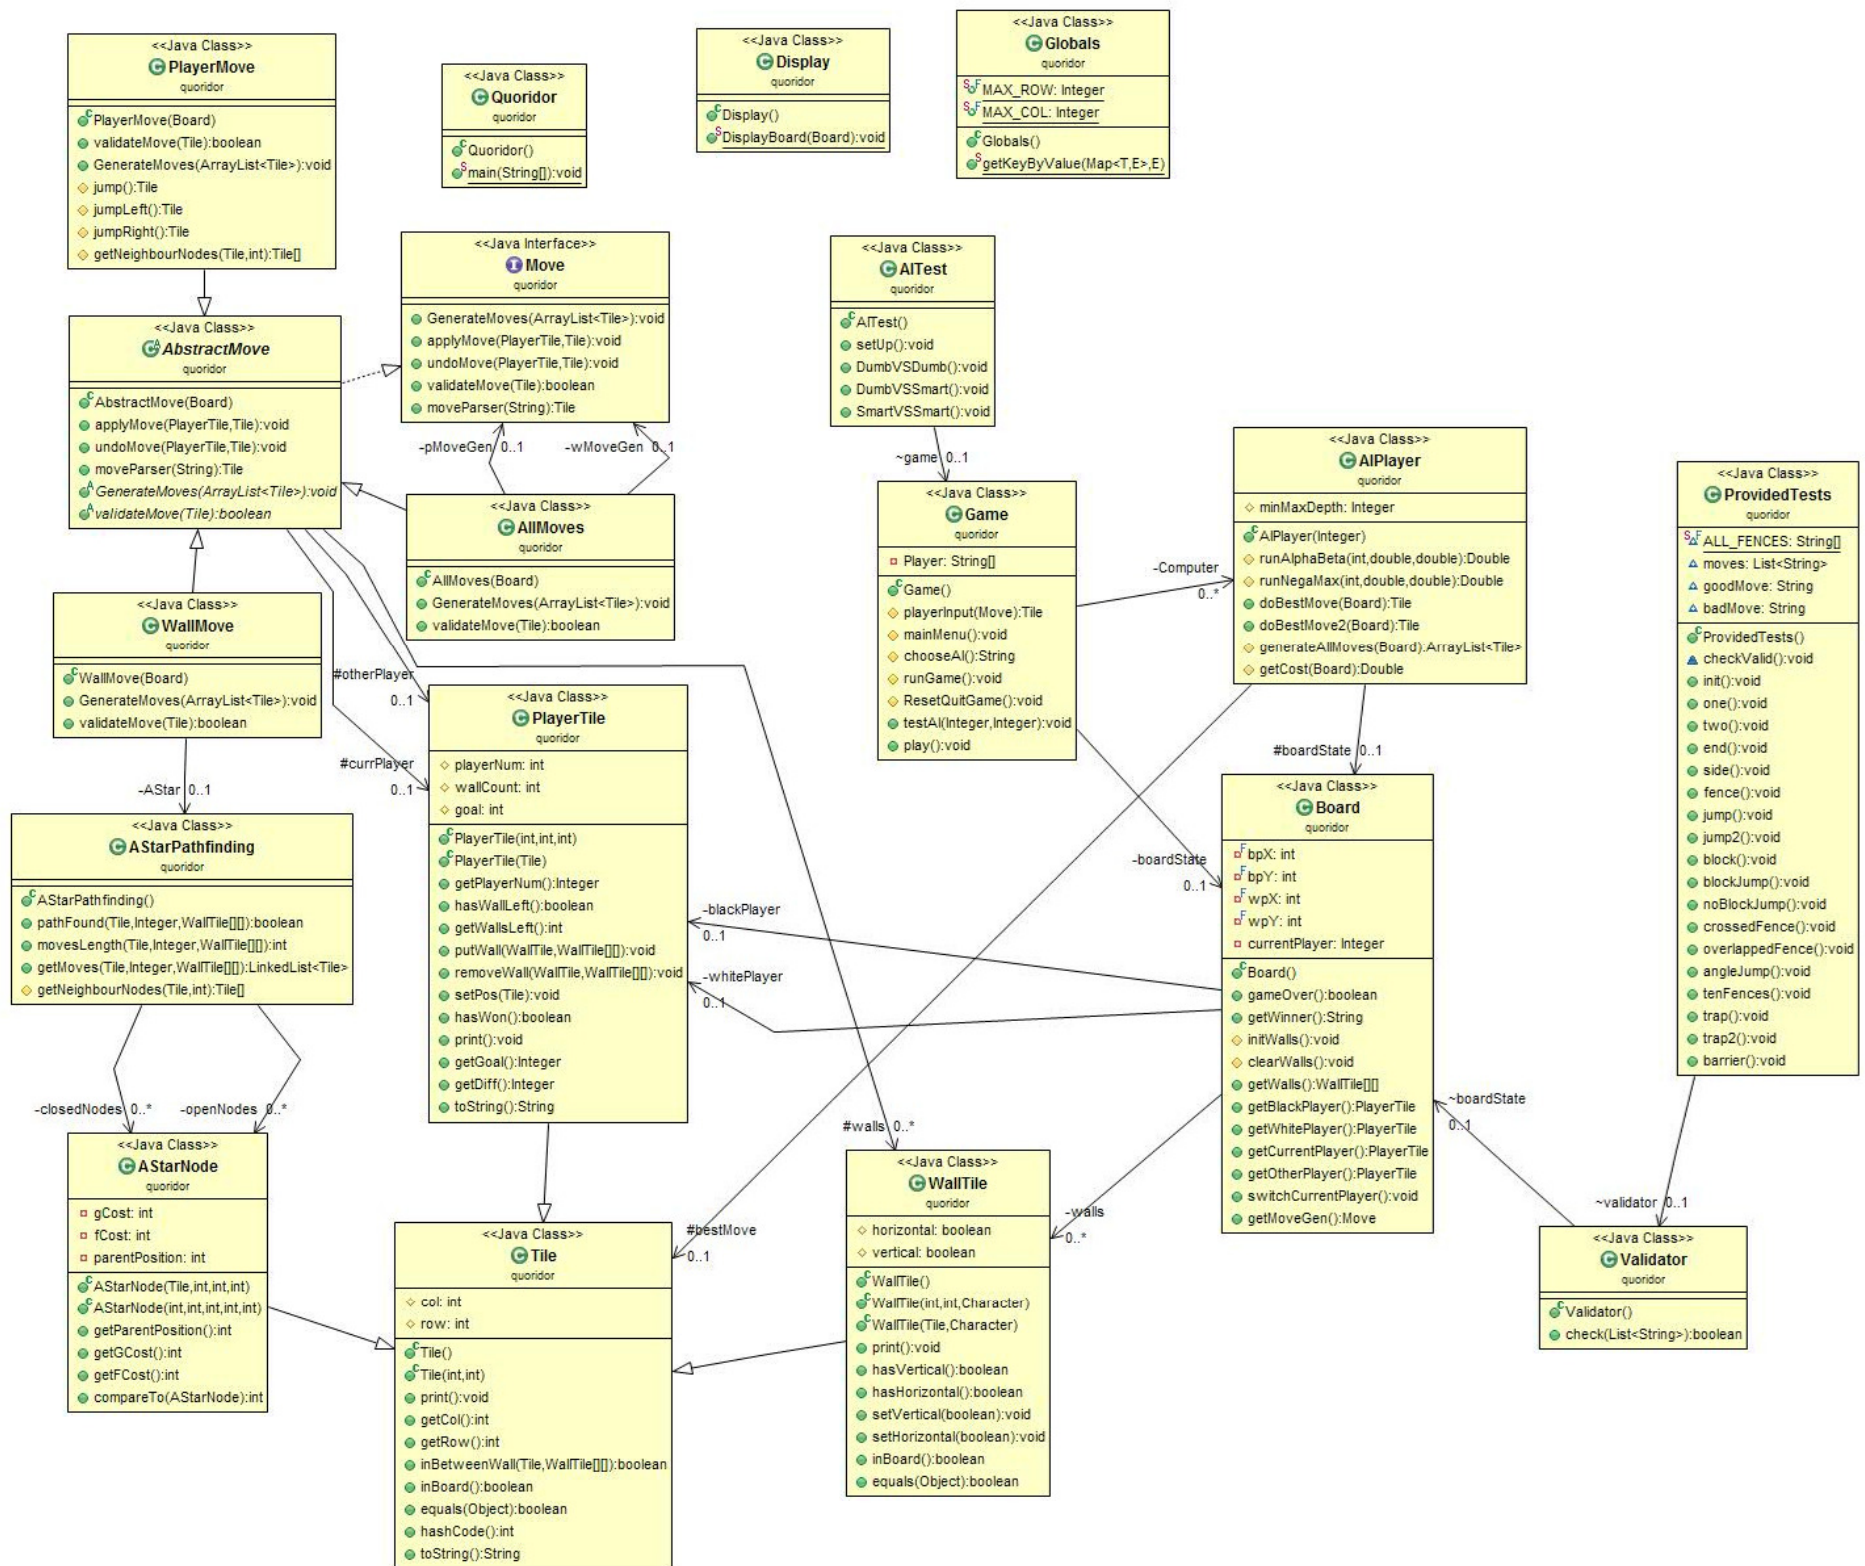 <<Java Class>>
PlayerMove
quoridor
PlayerMove(Board)
validateMove(Tile):boolean
GenerateMoves(ArrayList<Tile>):void
jump():Tile
jumpLeft():Tile
jumpRight():Tile
getNeighbourNodes(Tile,int):Tile[]
<<Java Class>>
Quoridor
quoridor
Quoridor()
main(String[]):void
<<Java Class>>
Display
quoridor
Display()
DisplayBoard(Board):void
<<Java Class>>
Globals
quoridor
MAX_ROW: Integer
MAX_COL: Integer
Globals()
getKeyByValue(Map<T,E>,E)
<<Java Class>>
AbstractMove
quoridor
AbstractMove(Board)
applyMove(PlayerTile,Tile):void
undoMove(PlayerTile,Tile):void
moveParser(String):Tile
GenerateMoves(ArrayList<Tile>):void
validateMove(Tile):boolean
<<Java Interface>>
Move
quoridor
GenerateMoves(ArrayList<Tile>):void
applyMove(PlayerTile,Tile):void
undoMove(PlayerTile,Tile):void
validateMove(Tile):boolean
moveParser(String):Tile
-pMoveGen 0..1
-wMoveGen 0..1
<<Java Class>>
AllMoves
quoridor
AllMoves(Board)
GenerateMoves(ArrayList<Tile>):void
validateMove(Tile):boolean
<<Java Class>>
AITest
quoridor
AITest()
setUp():void
DumbVSDumb():void
DumbVSSmart():void
SmartVSSmart():void
~game 0..1
<<Java Class>>
Game
quoridor
Player: String[]
Game()
playerInput(Move):Tile
mainMenu():void
chooseAI():String
runGame():void
ResetQuitGame():void
testAI(Integer,Integer):void
play():void
-Computer
0..*
<<Java Class>>
AIPlayer
quoridor
minMaxDepth: Integer
AIPlayer(Integer)
runAlphaBeta(int,double,double):Double
runNegaMax(int,double,double):Double
doBestMove(Board):Tile
doBestMove2(Board):Tile
generateAllMoves(Board):ArrayList<Tile>
getCost(Board):Double
<<Java Class>>
ProvidedTests
quoridor
ALL_FENCES: String[]
moves: List<String>
goodMove: String
badMove: String
ProvidedTests()
checkValid():void
init():void
one():void
two():void
end():void
side():void
fence():void
jump():void
jump2():void
block():void
blockJump():void
noBlockJump():void
crossedFence():void
overlappedFence():void
angleJump():void
tenFences():void
trap():void
trap2():void
barrier():void
<<Java Class>>
WallMove
quoridor
WallMove(Board)
GenerateMoves(ArrayList<Tile>):void
validateMove(Tile):boolean
-AStar 0..1
#otherPlayer
0..1
#currPlayer
0..1
<<Java Class>>
PlayerTile
quoridor
playerNum: int
wallCount: int
goal: int
PlayerTile(int,int,int)
PlayerTile(Tile)
getPlayerNum():Integer
hasWallLeft():boolean
getWallsLeft():int
putWall(WallTile,WallTile[][]):void
removeWall(WallTile,WallTile[][]):void
setPos(Tile):void
hasWon():boolean
print():void
getGoal():Integer
getDiff():Integer
toString():String
-blackPlayer
0..1
-whitePlayer
0..1
#boardState 0..1
-boardState
0..1
<<Java Class>>
Board
quoridor
bpX: int
bpY: int
wpX: int
wpY: int
currentPlayer: Integer
Board()
gameOver():boolean
getWinner():String
initWalls():void
clearWalls():void
getWalls():WallTile[][]
getBlackPlayer():PlayerTile
getWhitePlayer():PlayerTile
getCurrentPlayer():PlayerTile
getOtherPlayer():PlayerTile
switchCurrentPlayer():void
getMoveGen():Move
<<Java Class>>
AStarPathfinding
quoridor
AStarPathfinding()
pathFound(Tile,Integer,WallTile[][]):boolean
movesLength(Tile,Integer,WallTile[][]):int
getMoves(Tile,Integer,WallTile[][]):LinkedList<Tile>
getNeighbourNodes(Tile,int):Tile[]
-closedNodes 0..*
-openNodes 0..*
<<Java Class>>
AStarNode
quoridor
gCost: int
fCost: int
parentPosition: int
AStarNode(Tile,int,int,int)
AStarNode(int,int,int,int,int)
getParentPosition():int
getGCost():int
getFCost():int
compareTo(AStarNode):int
<<Java Class>>
Tile
quoridor
col: int
row: int
Tile()
Tile(int,int)
print():void
getCol():int
getRow():int
inBetweenWall(Tile,WallTile[][]):boolean
inBoard():boolean
equals(Object):boolean
hashCode():int
toString():String
#bestMove
0..1
#walls 0..*
<<Java Class>>
WallTile
quoridor
horizontal: boolean
vertical: boolean
WallTile()
WallTile(int,int,Character)
WallTile(Tile,Character)
print():void
hasVertical():boolean
hasHorizontal():boolean
setVertical(boolean):void
setHorizontal(boolean):void
inBoard():boolean
equals(Object):boolean
-walls
0..*
~boardState
0..1
~validator 0..1
<<Java Class>>
Validator
quoridor
Validator()
check(List<String>):boolean